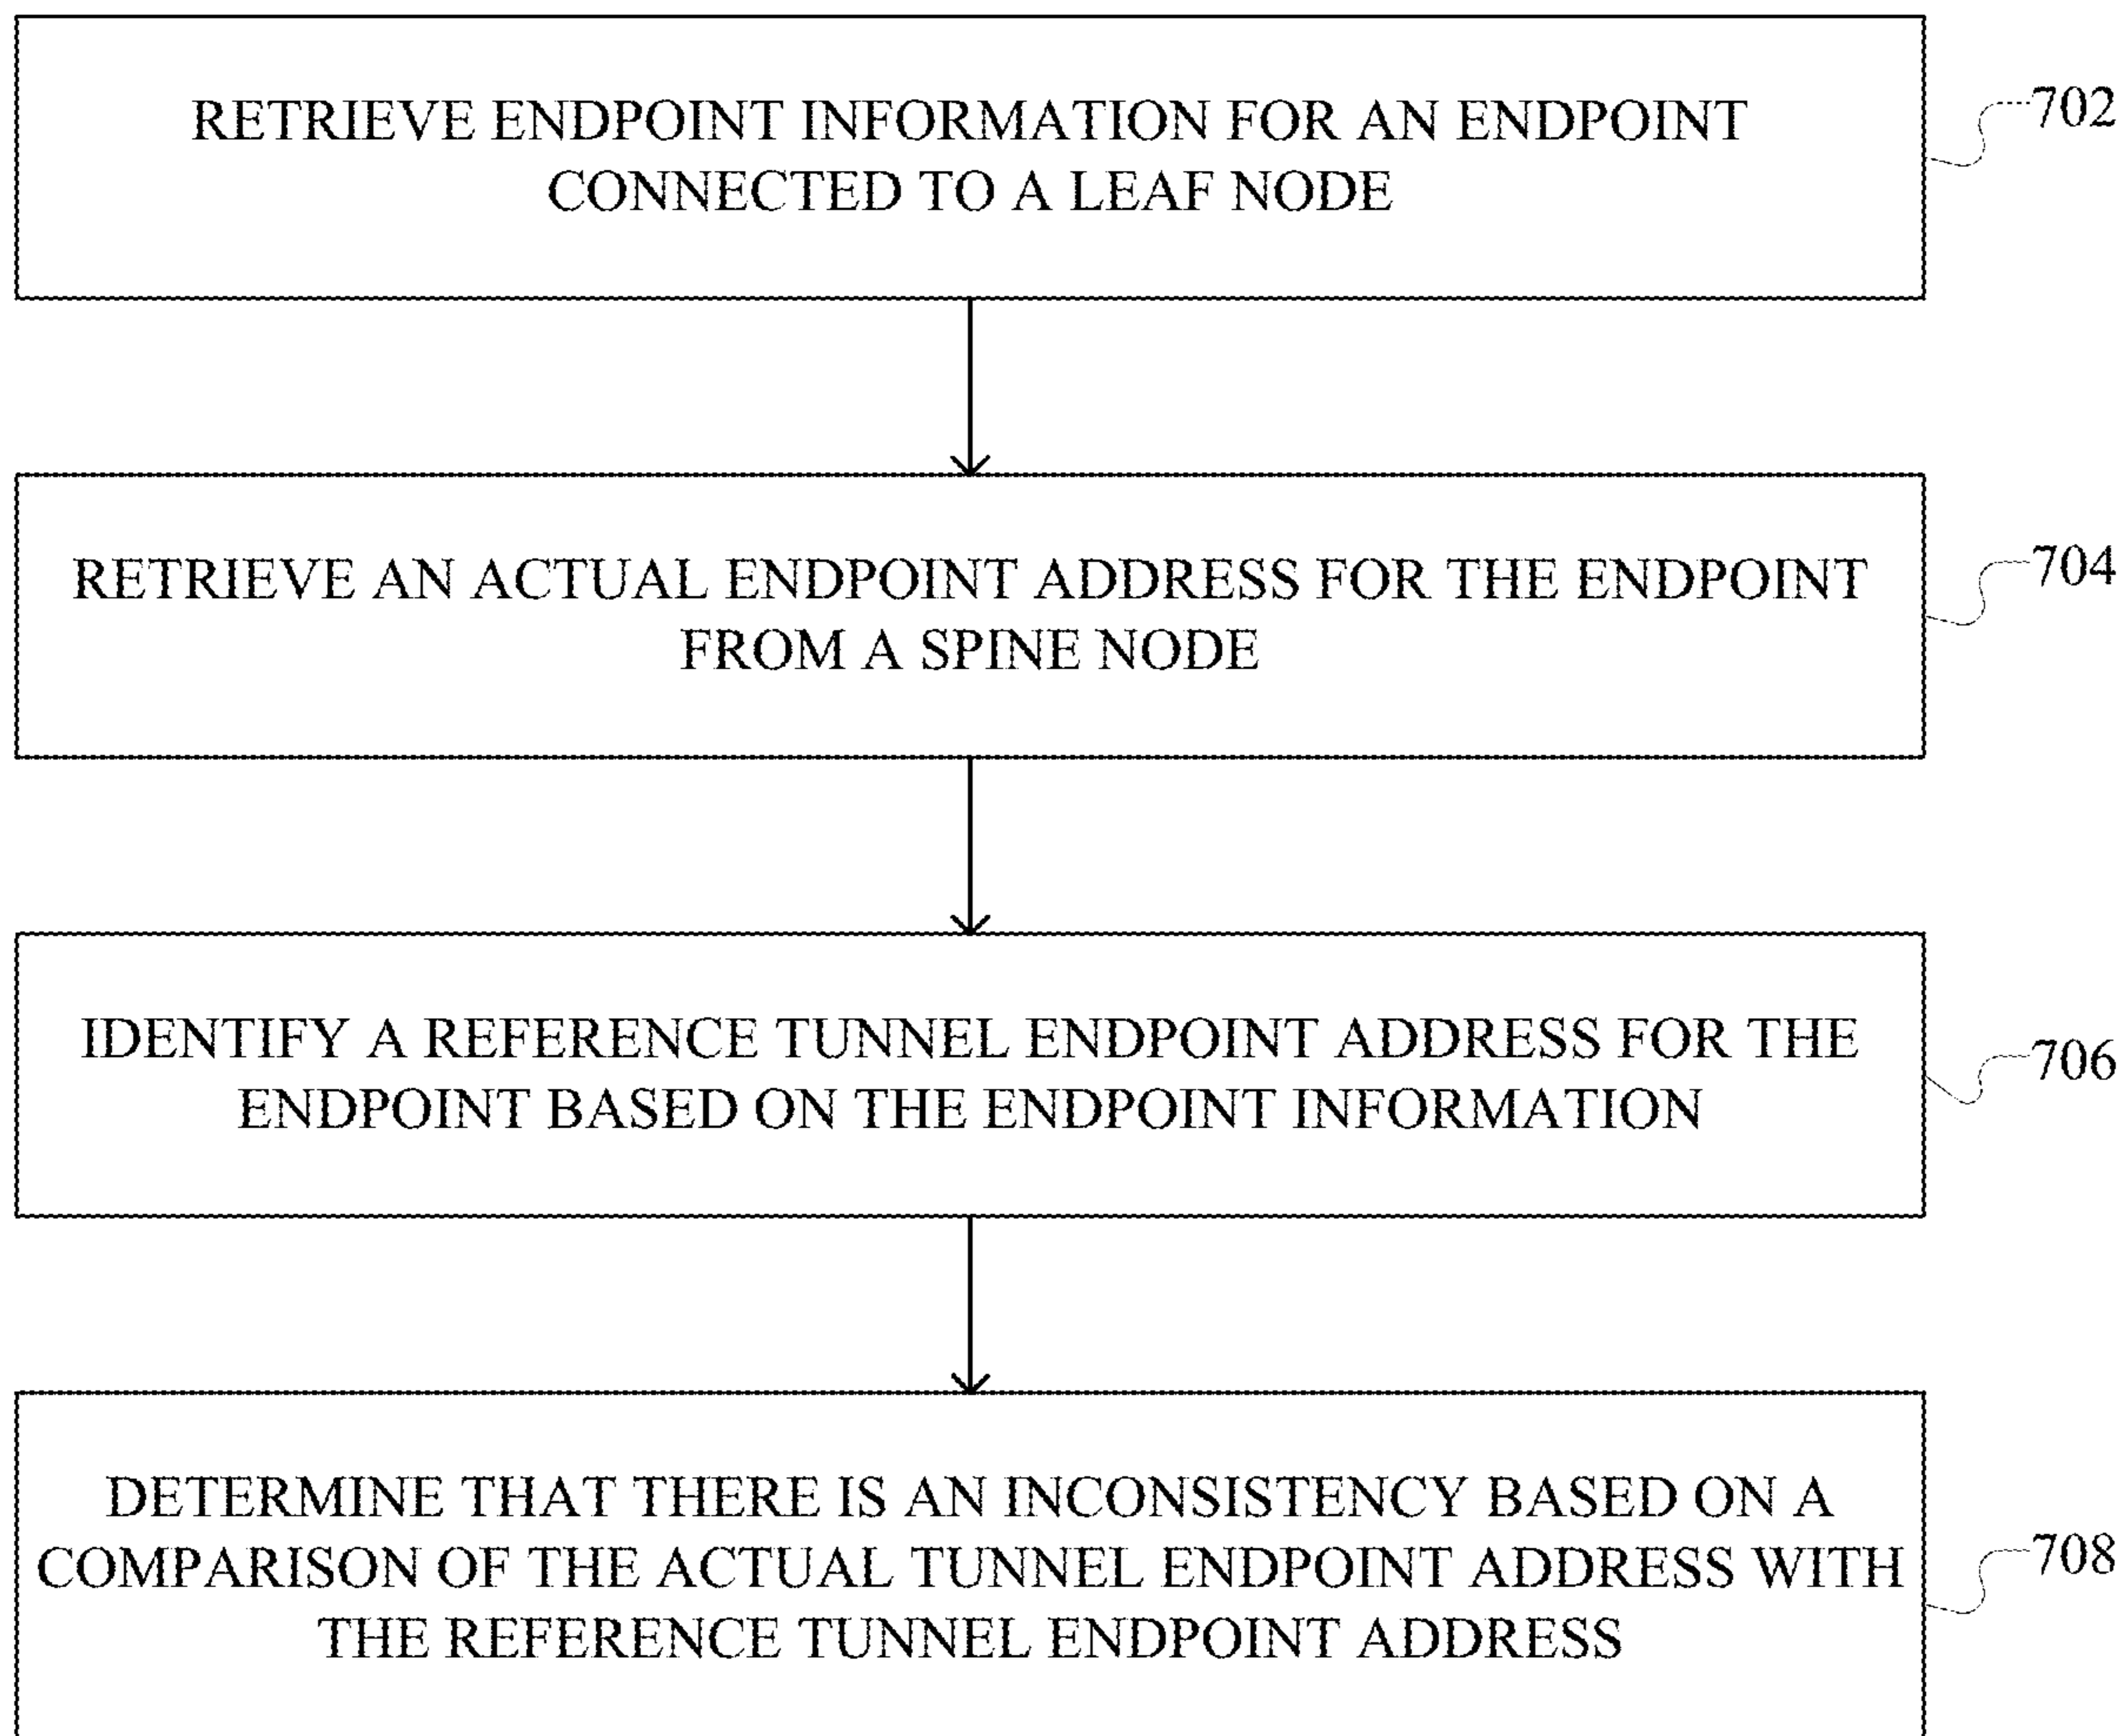 RETRIEVE ENDPOINT INFORMATION FOR AN ENDPOINT
CONNECTED TO A LEAF NODE
702
RETRIEVE AN ACTUAL ENDPOINT ADDRESS FOR THE ENDPOINT
FROM A SPINE NODE
704
IDENTIFY A REFERENCE TUNNEL ENDPOINT ADDRESS FOR THE
ENDPOINT BASED ON THE ENDPOINT INFORMATION
706
DETERMINE THAT THERE IS AN INCONSISTENCY BASED ON A
COMPARISON OF THE ACTUAL TUNNEL ENDPOINT ADDRESS WITH
THE REFERENCE TUNNEL ENDPOINT ADDRESS
708